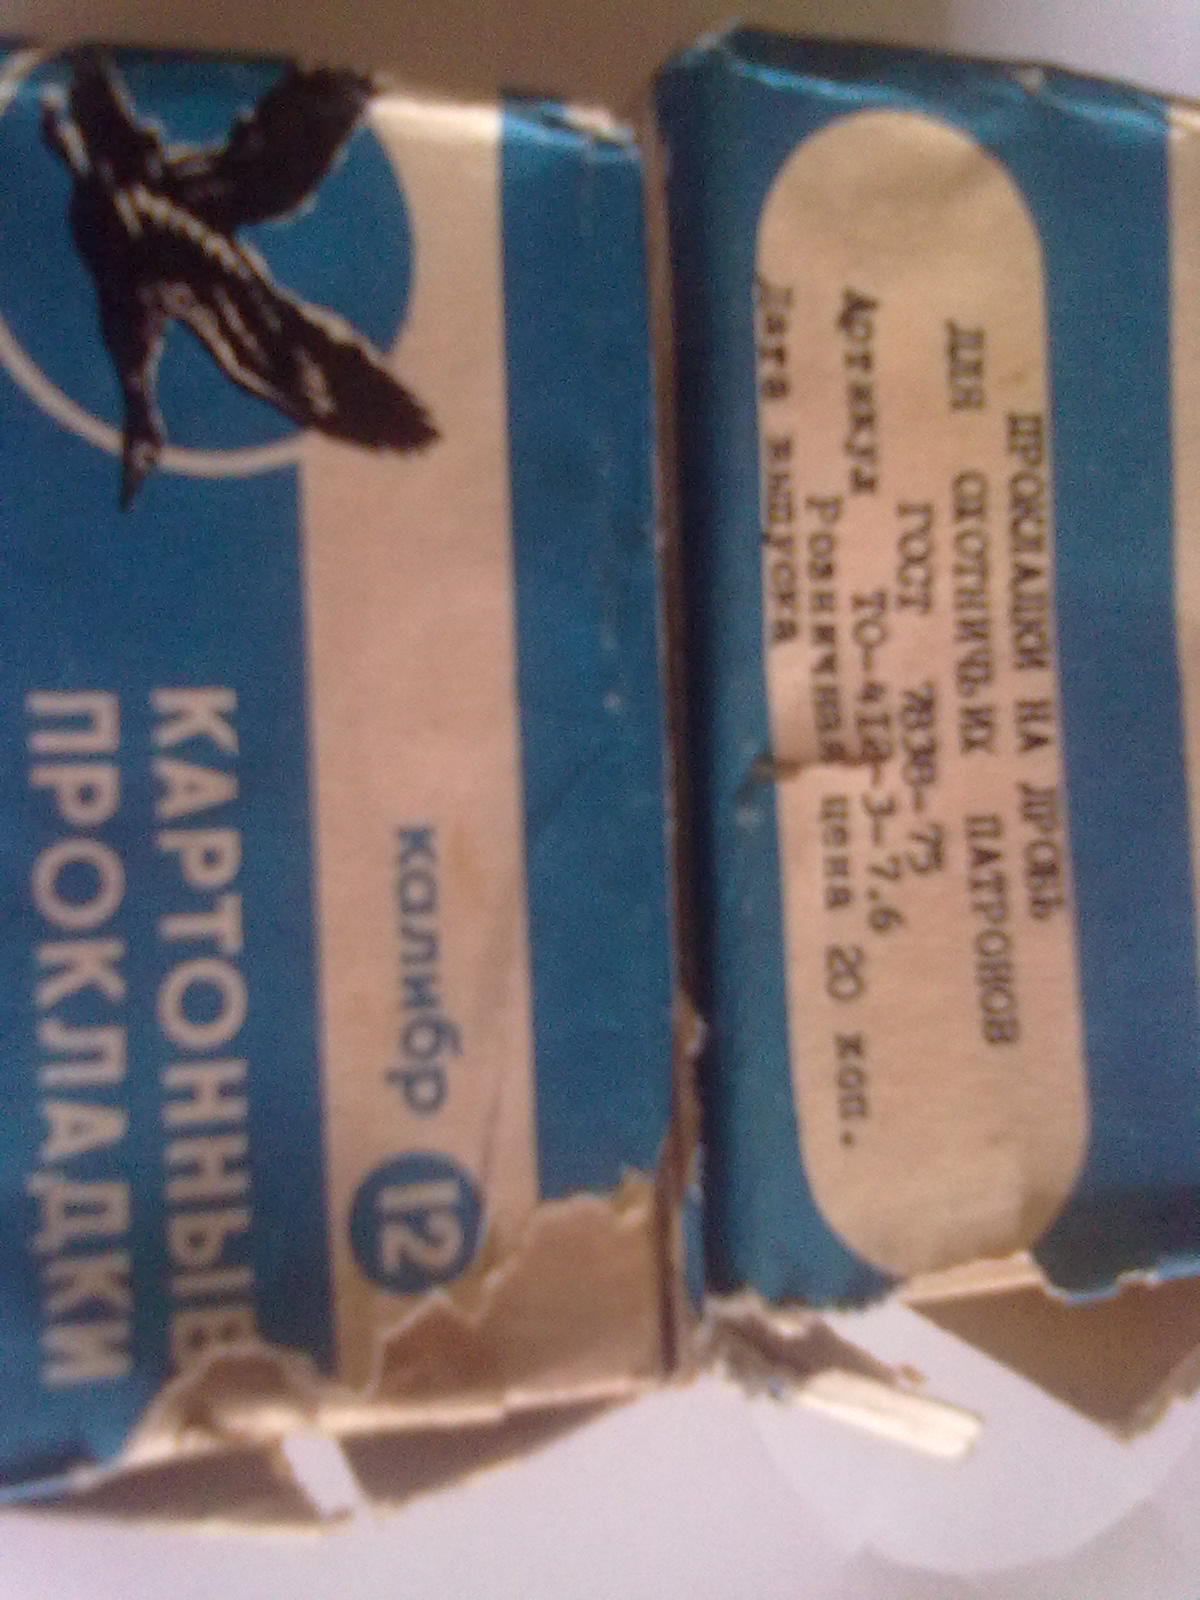 КАРТОННЫЕ
ПРОКЛАДКИ
калибр 12
ПРОКЛАДКИ НА ДРОБЬ
ДЛЯ ОХОТНИЧЬИХ ПАТРОНОВ
ГОСТ 7838-75
Артикул ТО-412-3-7,6
Розничная цена 20 коп.
Дата выпуска